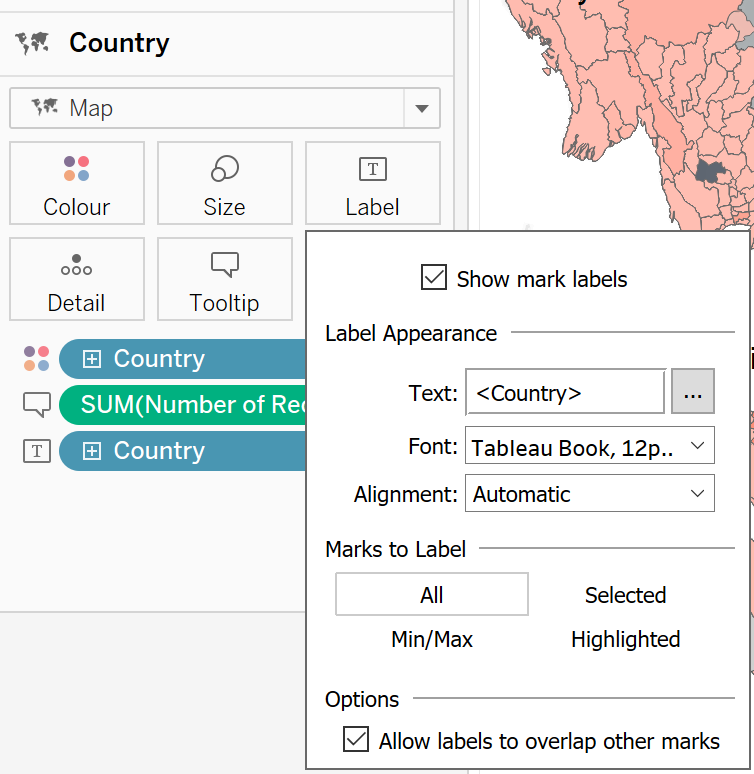 Country
Map
Colour
Size
T
Label
Detail
Tooltip
Show mark labels
Label Appearance
Country
Text: <Country> ...
SUM(Number of Rec
Font: Tableau Book, 12p..
T Country
Alignment: Automatic
Marks to Label
All Selected
Min/Max Highlighted
Options
Allow labels to overlap other marks